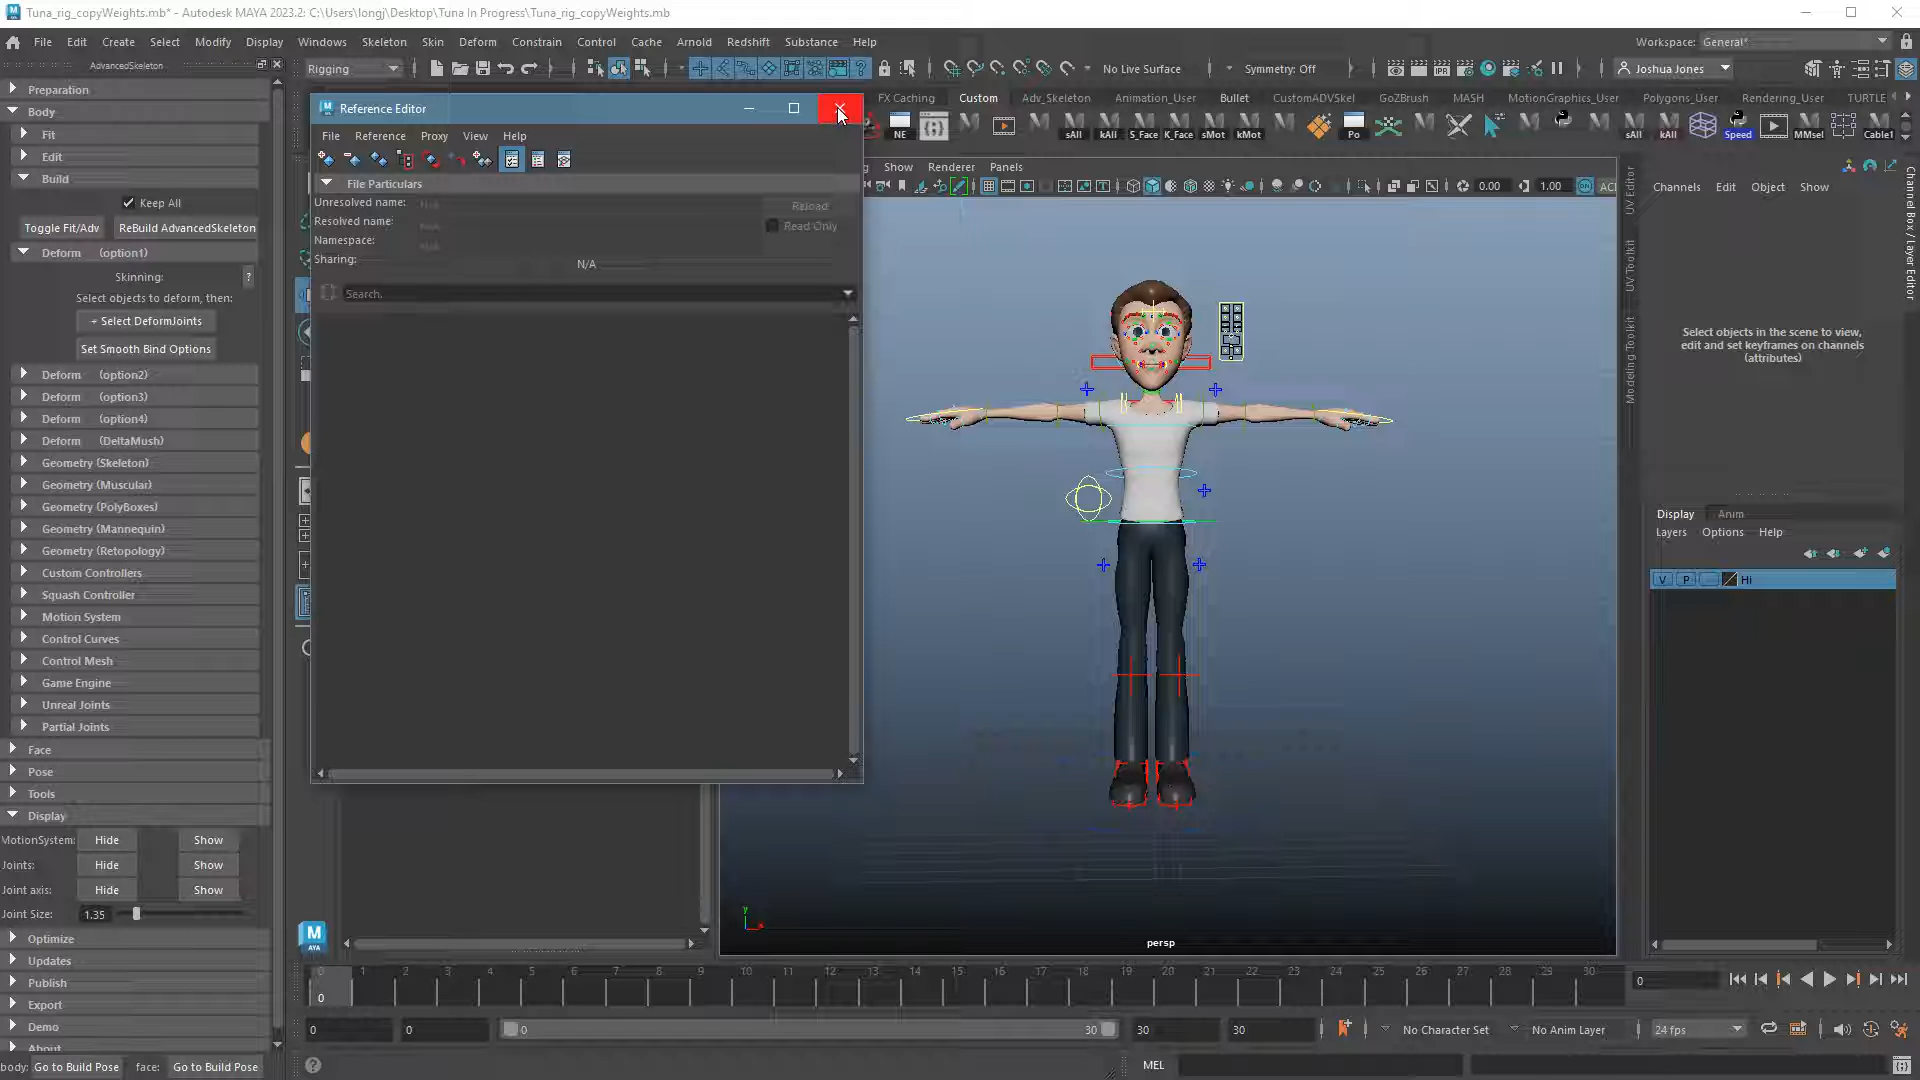 Tuna_rig_copyWeights.mb* - Autodesk MAYA 2023.2: C:\Users\longj\Desktop\Tuna In Progress\Tuna_rig_copyWeights.mb
File Edit Create Select Modify Display Windows Skeleton Skin Deform Constrain Control Cache Arnold Redshift Substance Help
Workspace: General*
AdvancedSkeleton
Rigging
No Live Surface
Symmetry: Off
Joshua Jones
FX Caching Custom Adv_Skeleton Animation_User Bullet CustomADVSkel GoZBrush MASH MotionGraphics_User Polygons_User Rendering_User TURTLE
NE sAll kAll S_Face K_Face sMot kMot Po sAll kAll Speed MMsel Cable1
Reference Editor
File Reference Proxy View Help
File Particulars
Unresolved name:
Reload
Resolved name:
Read Only
Namespace:
Sharing:
N/A
Search.
Show Renderer Panels
0.00 1.00
Channels Edit Object Show
Channel Box / Layer Editor
UV Editor
UV Toolkit
Modeling Toolkit
Select objects in the scene to view,
edit and set keyframes on channels
(attributes)
Display Anim
Layers Options Help
V P Hi
Preparation
Body
Fit
Edit
Build
Keep All
Toggle Fit/Adv ReBuild AdvancedSkeleton
Deform (option1)
Skinning: ?
Select objects to deform, then:
+ Select DeformJoints
Set Smooth Bind Options
Deform (option2)
Deform (option3)
Deform (option4)
Deform (DeltaMush)
Geometry (Skeleton)
Geometry (Muscular)
Geometry (PolyBoxes)
Geometry (Mannequin)
Geometry (Retopology)
Custom Controllers
Squash Controller
Motion System
Control Curves
Control Mesh
Game Engine
Unreal Joints
Partial Joints
Face
Pose
Tools
Display
MotionSystem: Hide Show
Joints: Hide Show
Joint axis: Hide Show
Joint Size: 1.35
Optimize
Updates
Publish
Export
Demo
About
body: Go to Build Pose face: Go to Build Pose
M
AYA
y
persp
0 1 2 3 4 5 6 7 8 9 10 11 12 13 14 15 16 17 18 19 20 21 22 23 24 25 26 27 28 29 30
0
0
0 0 0 30 30 30
No Character Set
No Anim Layer
24 fps
MEL